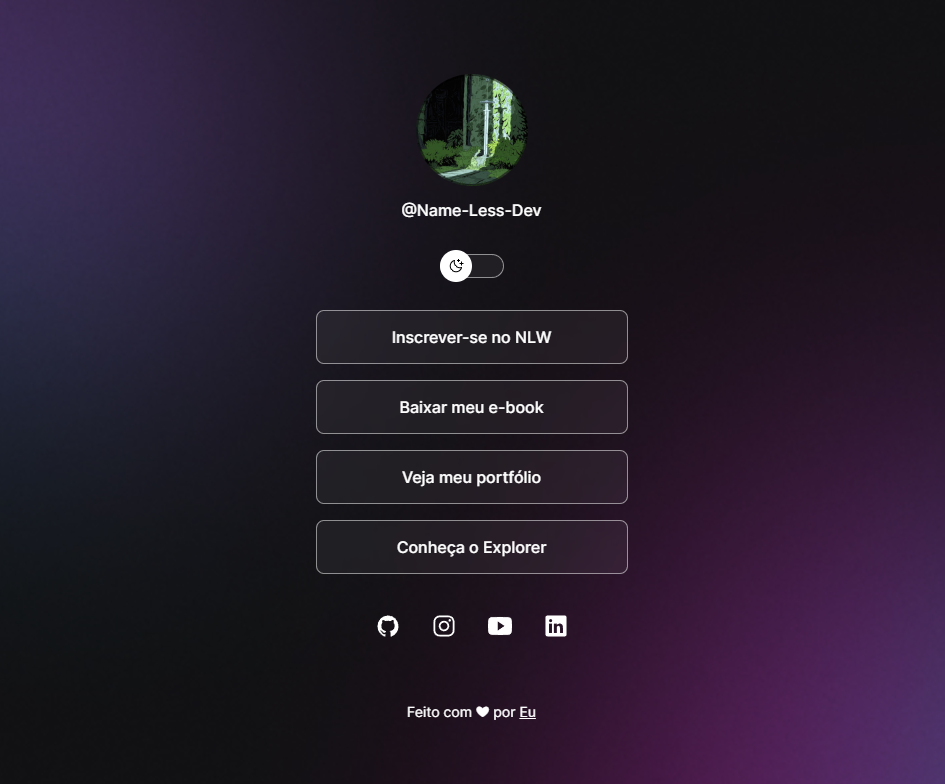 @Name-Less-Dev
Inscrever-se no NLW
Baixar meu e-book
Veja meu portfólio
Conheça o Explorer
Feito com ♥ por Eu